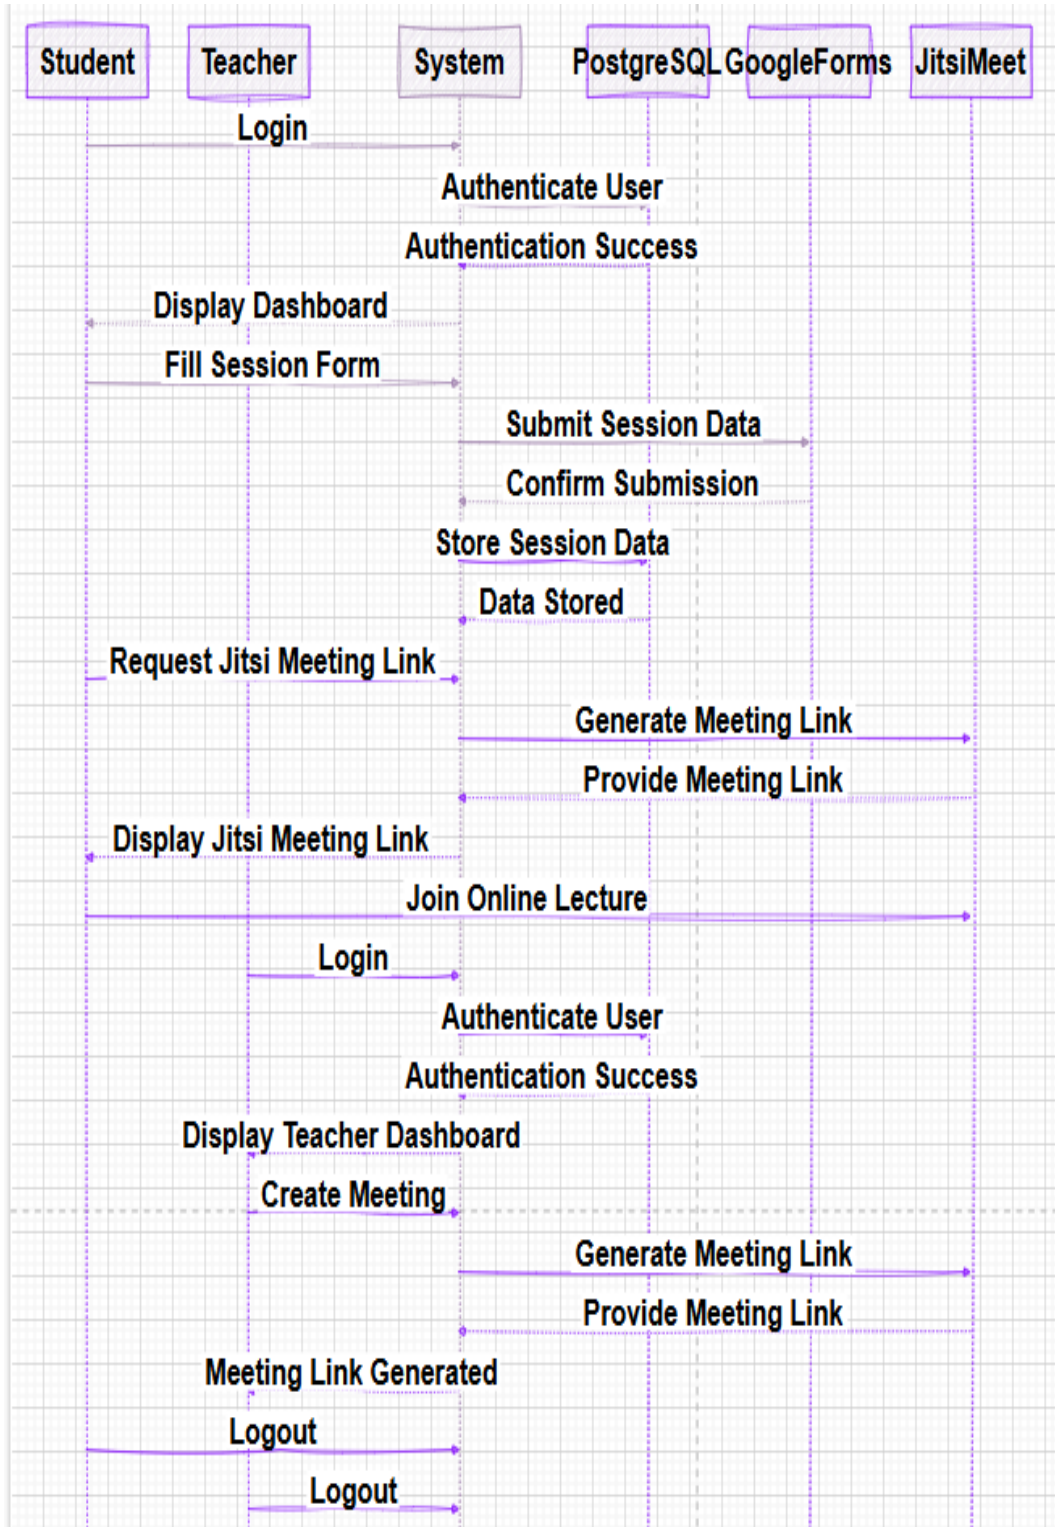 Student Teacher System PostgreSQL GoogleForms JitsiMeet
Login
Authenticate User
Authentication Success
Display Dashboard
Fill Session Form
Submit Session Data
Confirm Submission
Store Session Data
Data Stored
Request Jitsi Meeting Link
Generate Meeting Link
Provide Meeting Link
Display Jitsi Meeting Link
Join Online Lecture
Login
Authenticate User
Authentication Success
Display Teacher Dashboard
Create Meeting
Generate Meeting Link
Provide Meeting Link
Meeting Link Generated
Logout
Logout